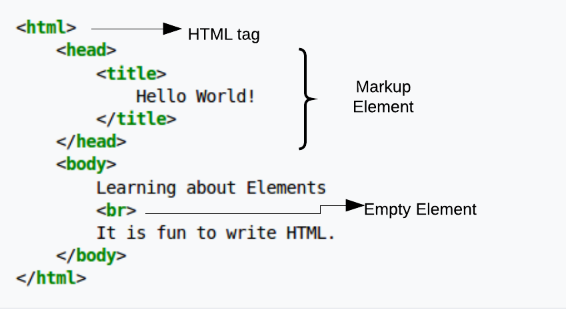 <html>
HTML tag
<head>
<title>
Hello World!
</title>
</head>
Markup
Element
<body>
Learning about Elements
<br>
Empty Element
It is fun to write HTML.
</body>
</html>